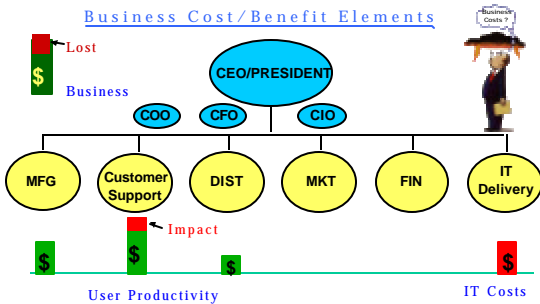 Business Cost/Benefit Elements
Business
Costs ?
Lost
$
Business
CEO/PRESIDENT
COO
CFO
CIO
MFG
Customer
Support
DIST
MKT
FIN
IT
Delivery
Impact
$
$
$
$
User Productivity
IT Costs